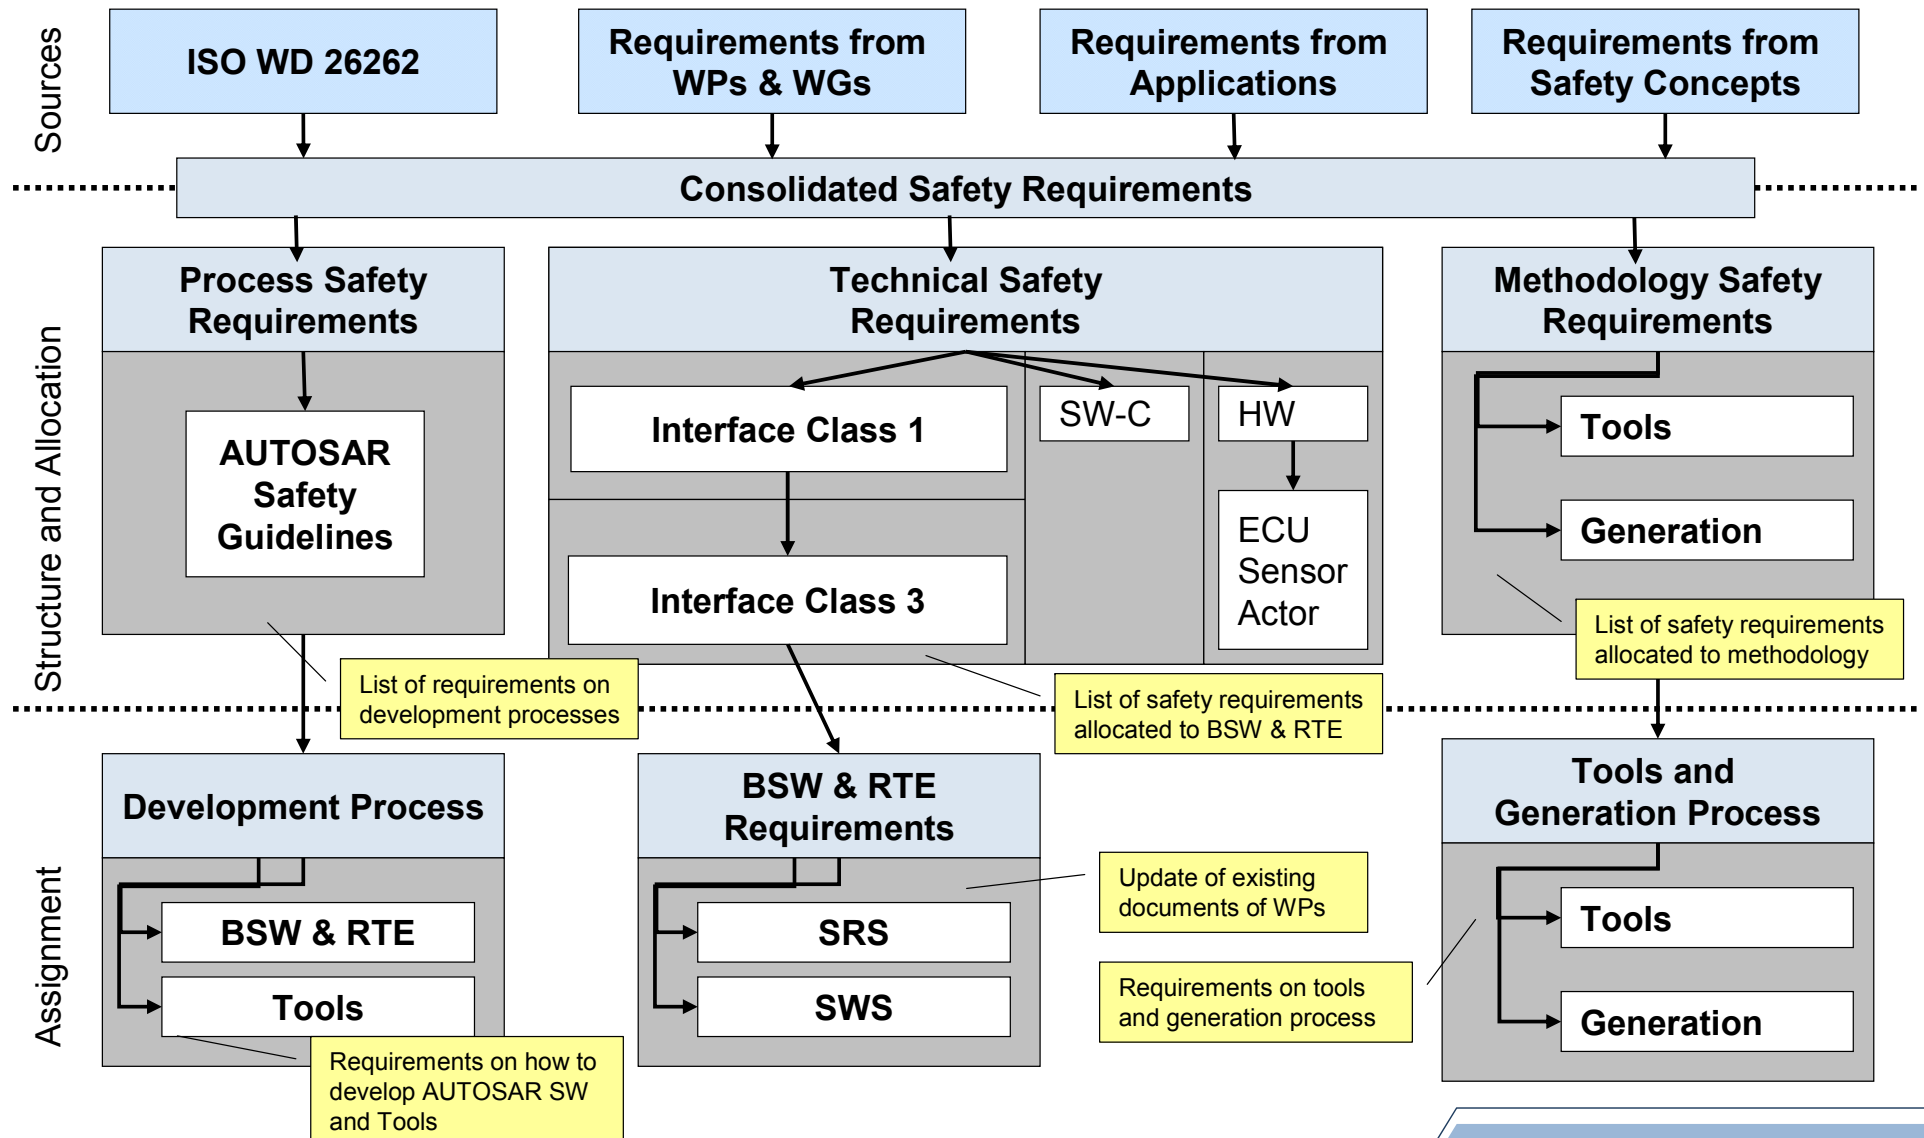 Sources
ISO WD 26262
Requirements from
WPs & WGs
Requirements from
Applications
Requirements from
Safety Concepts
Consolidated Safety Requirements
Structure and Allocation
Process Safety
Requirements
AUTOSAR
Safety
Guidelines
List of requirements on
development processes
Technical Safety
Requirements
Interface Class 1
Interface Class 3
SW-C
HW
ECU
Sensor
Actor
List of safety requirements
allocated to BSW & RTE
Methodology Safety
Requirements
Tools
Generation
List of safety requirements
allocated to methodology
Assignment
Development Process
BSW & RTE
Tools
Requirements on how to
develop AUTOSAR SW
and Tools
BSW & RTE
Requirements
SRS
SWS
Update of existing
documents of WPs
Requirements on tools
and generation process
Tools and
Generation Process
Tools
Generation